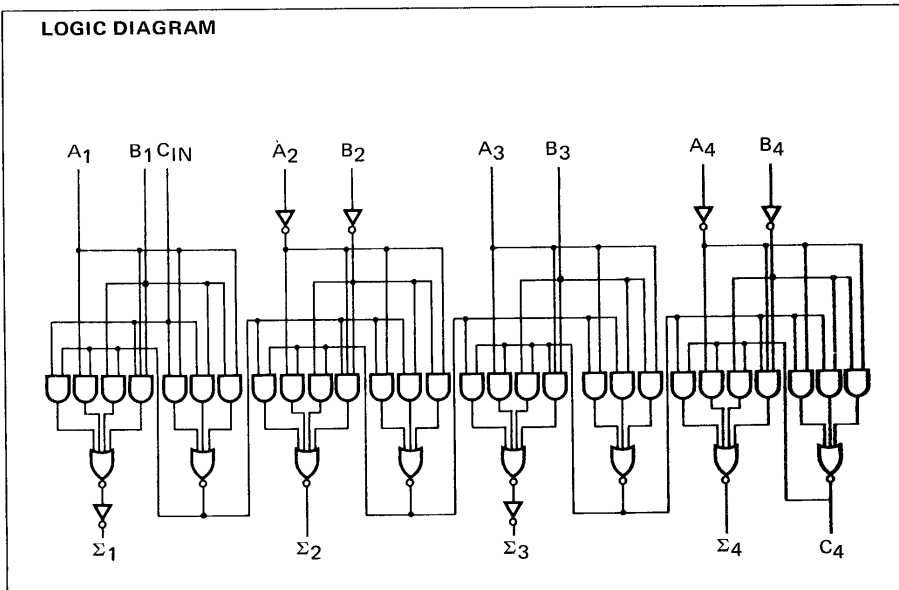 LOGIC DIAGRAM
A1 B1 CIN A2 B2 A3 B3 A4 B4
Σ1 Σ2 Σ3 Σ4 C4